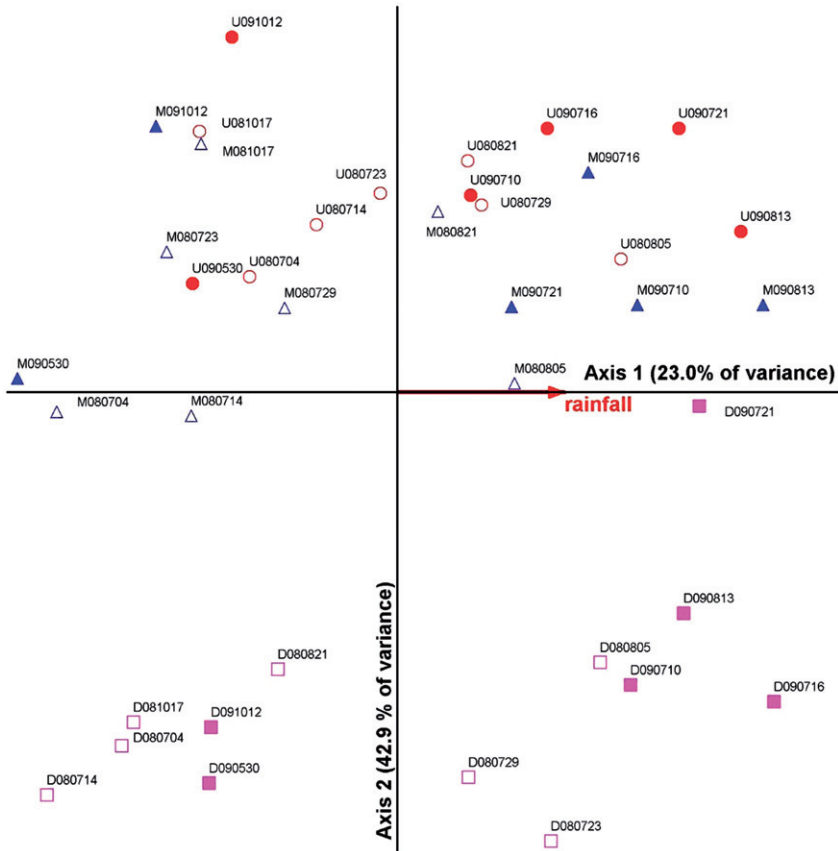 U091012
M091012
U081017
M081017
U090716
U090721
U080821
M090716
U080723
U090710
U080714
U080729
M080821
U090813
M080723
U080704
U080805
U090530
M080729
M090721
M090710
M090813
M090530
M080805
Axis 1 (23.0% of variance)
M080704
M080714
rainfall
D090721
D090813
D080821
D080805
D090710
D090716
D081017
D091012
D080704
D090530
D080714
D080729
D080723
Axis 2 (42.9 % of variance)